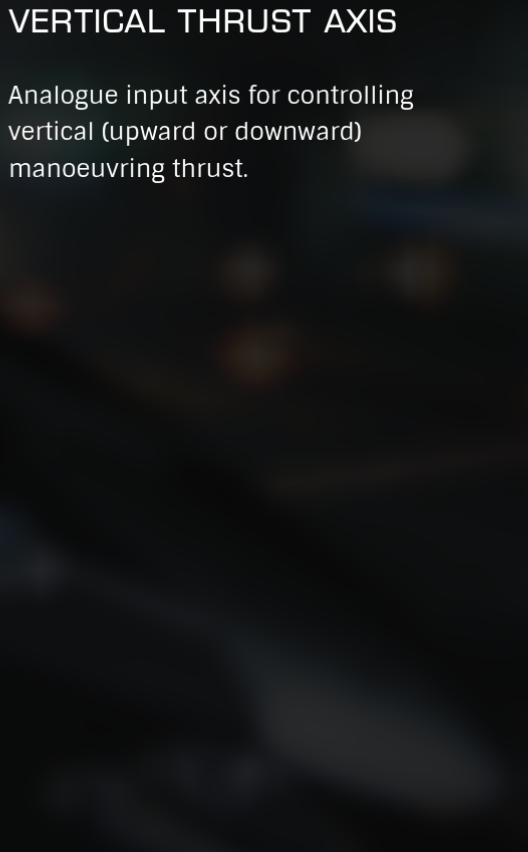 VERTICAL THRUST AXIS
Analogue input axis for controlling
vertical (upward or downward)
manoeuvring thrust.